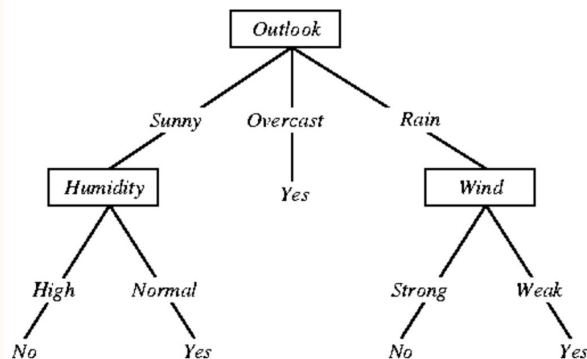 Outlook
Sunny Overcast Rain
Humidity Yes Wind
High Normal Strong Weak
No Yes No Yes